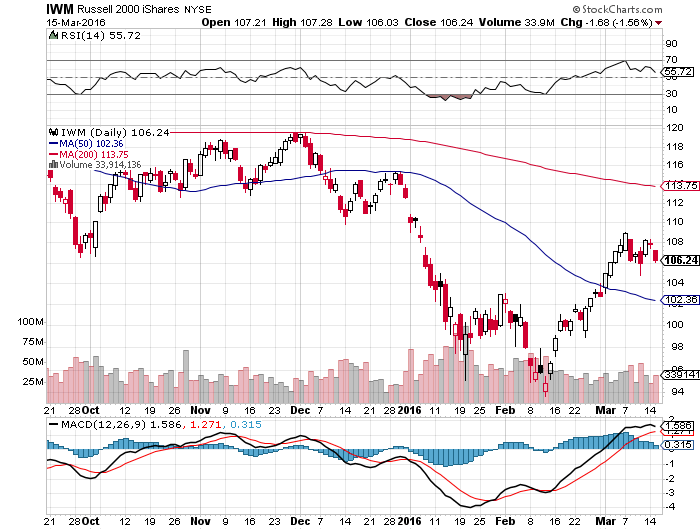 IWM Russell 2000 iShares NYSE © StockCharts.com
15-Mar-2016 Open 107.21 High 107.28 Low 106.03 Close 106.24 Volume 33.9M Chg -1.68 (-1.56%)
RSI(14) 55.72
90
70
55.72
50
30
10
IWM (Daily) 106.24
MA(50) 102.36
MA(200) 113.75
Volume 33,914,136
120
118
116
114
113.75
112
110
108
106.24
104
102.36
102
100
98
96
94
100M
75M
50M
25M
339141
21 28 Oct 12 19 26 Nov 9 16 23 Dec 7 14 21 28 2016 11 19 25 Feb 8 16 22 Mar 7 14
MACD(12,26,9) 1.586, 1.271, 0.315
1.586
1.271
0.315
-1
-2
-3
-4
21 28 Oct 12 19 26 Nov 9 16 23 Dec 7 14 21 28 2016 11 19 25 Feb 8 16 22 Mar 7 14